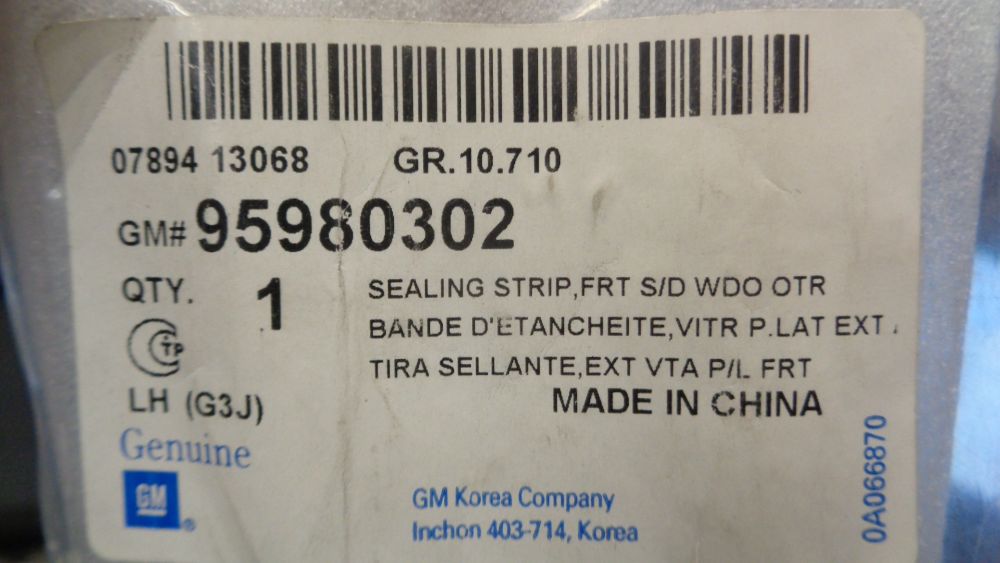 07894 13068 GR.10.710
GM# 95980302
QTY. 1
SEALING STRIP,FRT S/D WDO OTR
BANDE D'ETANCHEITE,VITR P.LAT EXT
TIRA SELLANTE,EXT VTA P/L FRT
MADE IN CHINA
LH (G3J)
Genuine
GM ®
GM Korea Company
Inchon 403-714, Korea
0A066870